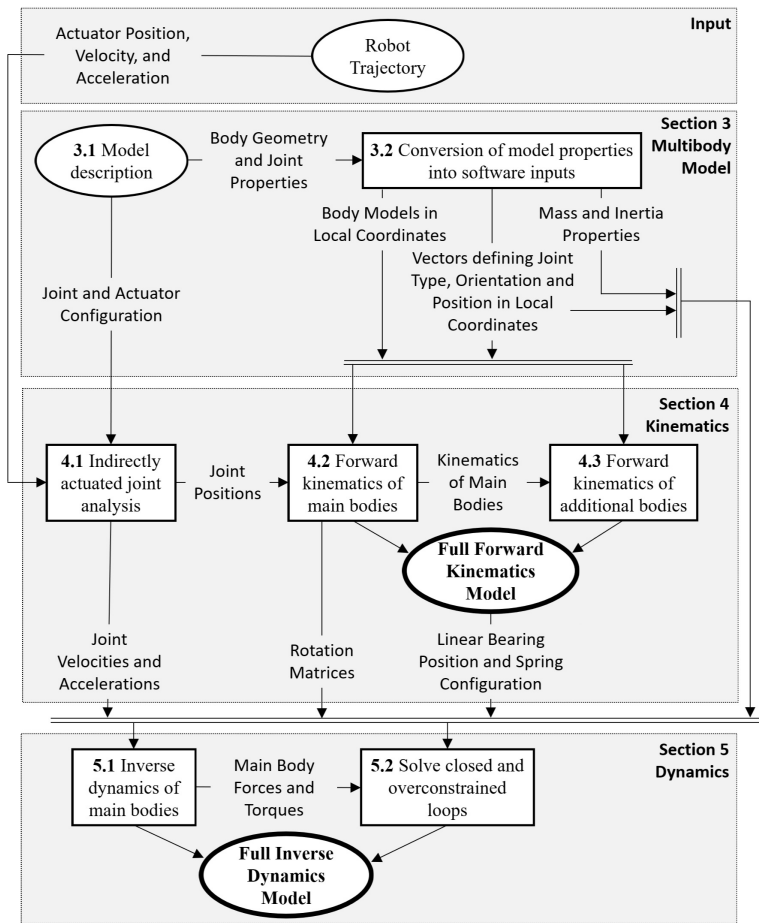 Input
Actuator Position,
Velocity, and
Acceleration
Robot
Trajectory
Section 3
Multibody
Model
3.1 Model
description
Body Geometry
and Joint
Properties
3.2 Conversion of model properties
into software inputs
Body Models in
Local Coordinates
Mass and Inertia
Properties
Vectors defining Joint
Type, Orientation and
Position in Local
Coordinates
Joint and Actuator
Configuration
Section 4
Kinematics
4.1 Indirectly
actuated joint
analysis
Joint
Positions
4.2 Forward
kinematics of
main bodies
Kinematics
of Main
Bodies
4.3 Forward
kinematics of
additional bodies
Full Forward
Kinematics
Model
Joint
Velocities and
Accelerations
Rotation
Matrices
Linear Bearing
Position and Spring
Configuration
Section 5
Dynamics
5.1 Inverse
dynamics of
main bodies
Main Body
Forces and
Torques
5.2 Solve closed and
overconstrained
loops
Full Inverse
Dynamics
Model